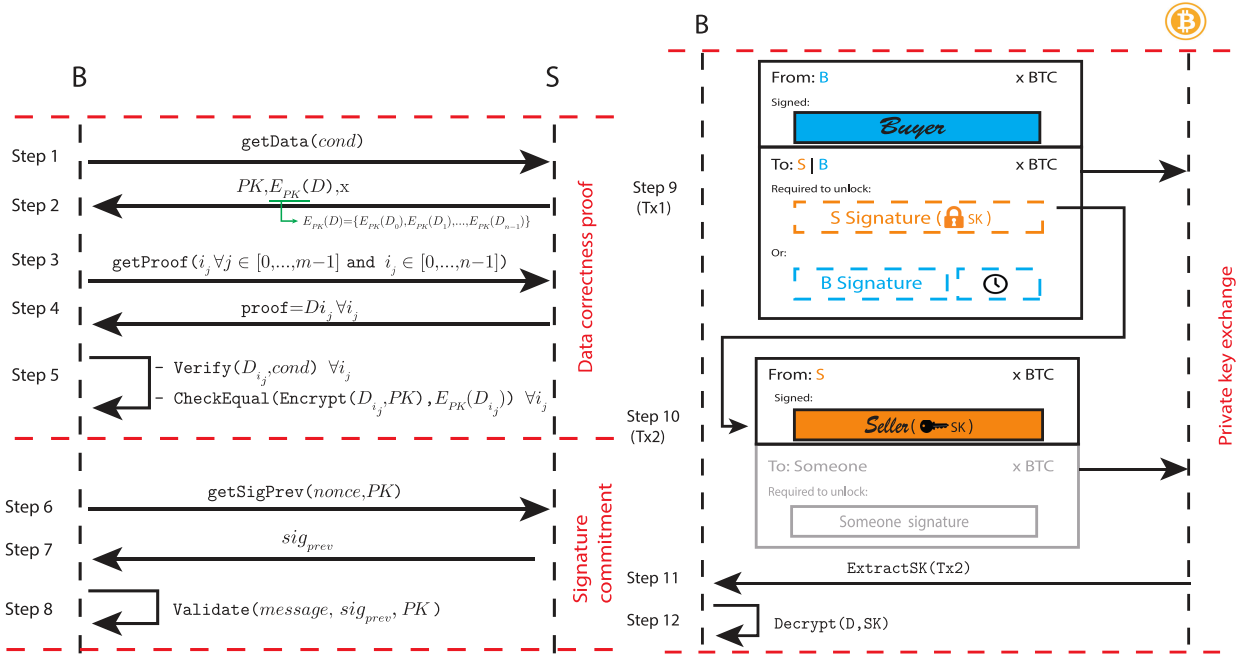 B S
Step 1 getData(cond)
Step 2 PK,E_PK(D),x
E_PK(D)={E_PK(D_0),E_PK(D_1),...,E_PK(D_n-1)}
Step 3 getProof(i_j∀j ∈ [0,...,m−1] and i_j ∈ [0,...,n−1])
Step 4 proof=Di_j ∀i_j
Step 5
- Verify(D_i_j,cond) ∀i_j
- CheckEqual(Encrypt(D_i_j,PK),E_PK(D_i_j)) ∀i_j
Data correctness proof
Step 6 getSigPrev(nonce,PK)
Step 7 sig_prev
Step 8 Validate(message, sig_prev, PK)
Signature
commitment
B ₿
Step 9
(Tx1)
From: B x BTC
Signed:
Buyer
To: S | B x BTC
Required to unlock:
S Signature ( SK)
Or:
B Signature
Step 10
(Tx2)
From: S x BTC
Signed:
Seller( SK)
To: Someone x BTC
Required to unlock:
Someone signature
Step 11 ExtractSK(Tx2)
Step 12 Decrypt(D,SK)
Private key exchange